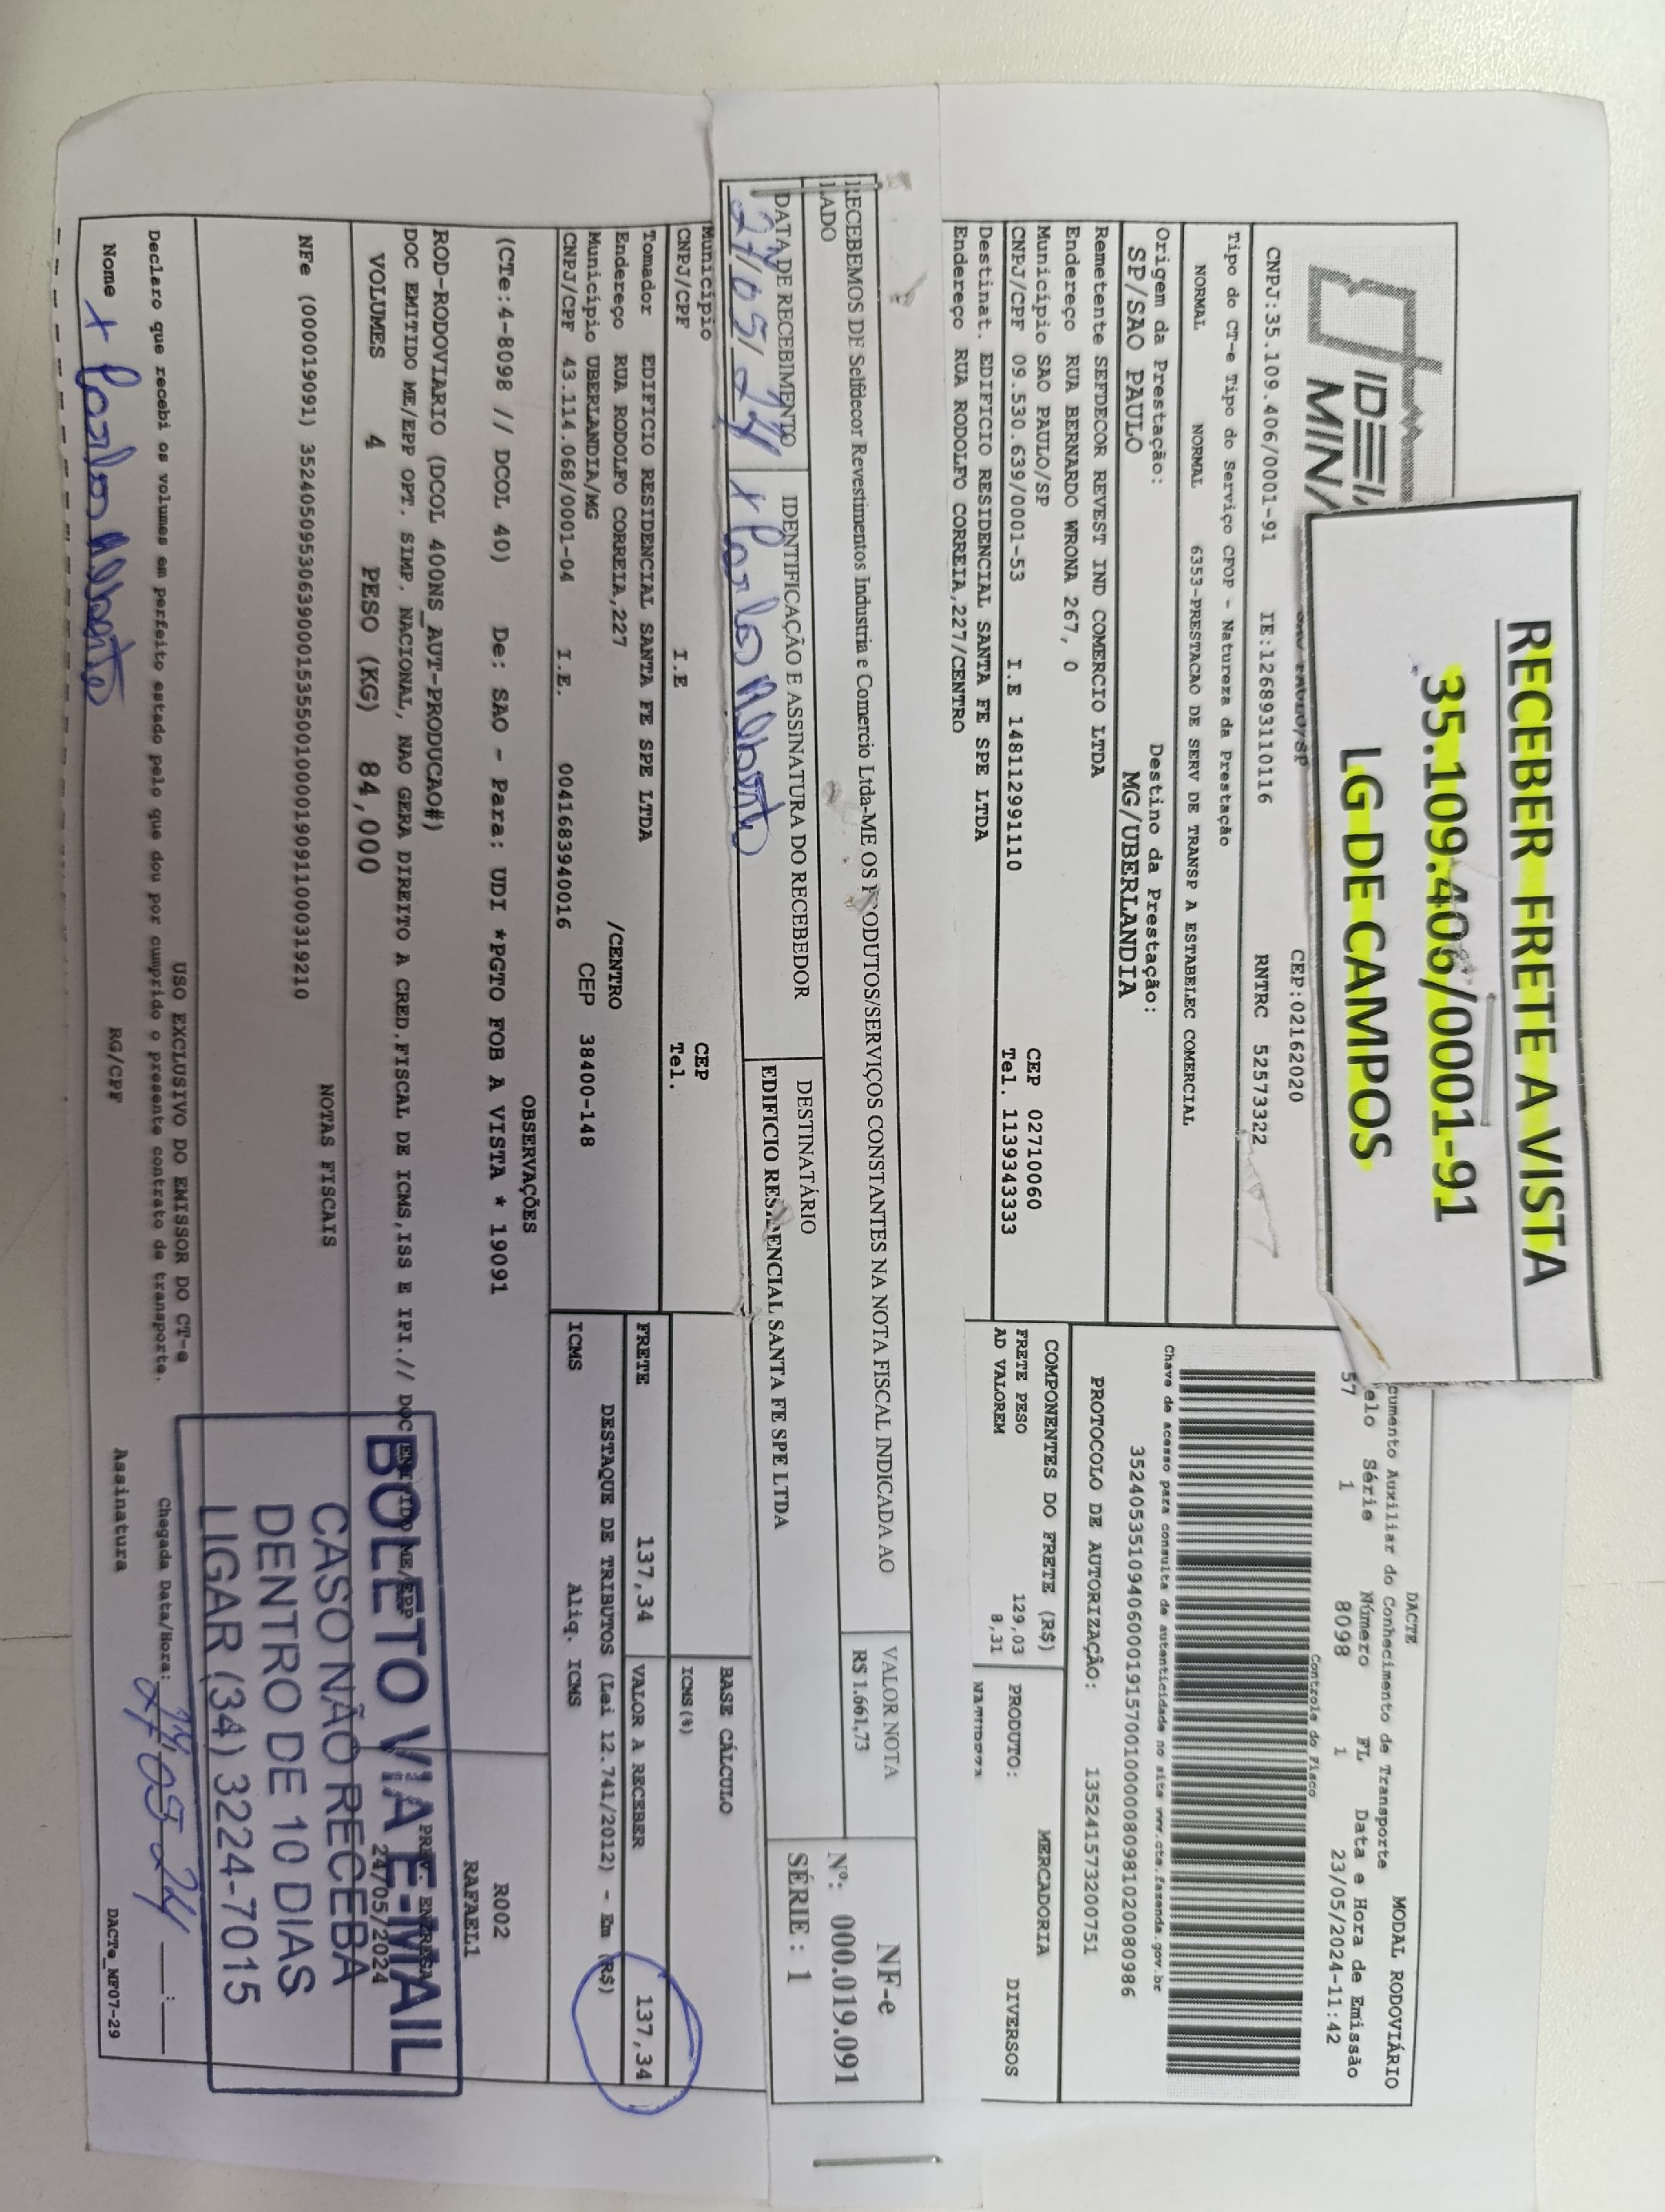 RECEBER FRETE A VISTA
35.109.406/0001-91
LG DE CAMPOS
IDEAL
MINA
CEP:02162020
CNPJ:35.109.406/0001-91 IE:126893110116 RNTRC 52573322
Tipo do CT-e Tipo do Serviço CFOP - Natureza da Prestação
NORMAL NORMAL 6353-PRESTACAO DE SERV DE TRANSP A ESTABELEC COMERCIAL
Origem da Prestação: Destino da Prestação:
SP/SAO PAULO MG/UBERLANDIA
Remetente SEFDECOR REVEST IND COMERCIO LTDA
Endereço RUA BERNARDO WRONA 267, 0
Município SAO PAULO/SP CEP 02710060
CNPJ/CPF 09.530.639/0001-53 I.E 148112991110 Tel. 1139343333
Destinat. EDIFICIO RESIDENCIAL SANTA FE SPE LTDA
Endereço RUA RODOLFO CORREIA,227/CENTRO
DACTE MODAL RODOVIÁRIO
cumento Auxiliar do Conhecimento de Transporte
elo Série Número FL Data e Hora de Emissão
57 1 8098 1 23/05/2024-11:42
Controle do Fisco
Chave de acesso para consulta de autenticidade no site www.cte.fazenda.gov.br
35240535109406000191570010000080981020080986
PROTOCOLO DE AUTORIZAÇÃO: 135241573200751
COMPONENTES DO FRETE (R$) MERCADORIA
FRETE PESO 129,03 PRODUTO: DIVERSOS
AD VALOREM 8,31
NATUREZA
RECEBEMOS DE Selfdecor Revestimentos Industria e Comercio Ltda-ME OS PRODUTOS/SERVIÇOS CONSTANTES NA NOTA FISCAL INDICADA AO
LADO
VALOR NOTA
R$ 1.661,73
NF-e
Nº: 000.019.091
SÉRIE : 1
DATA DE RECEBIMENTO IDENTIFICAÇÃO E ASSINATURA DO RECEBEDOR DESTINATÁRIO
27/05/24 EDIFICIO RESIDENCIAL SANTA FE SPE LTDA
Município CEP
CNPJ/CPF I.E Tel.
BASE CÁLCULO
ICMS(%)
Tomador EDIFICIO RESIDENCIAL SANTA FE SPE LTDA
Endereço RUA RODOLFO CORREIA,227 /CENTRO
Município UBERLANDIA/MG CEP 38400-148
CNPJ/CPF 43.114.068/0001-04 I.E. 0041683940016
FRETE 137,34 VALOR A RECEBER 137,34
DESTAQUE DE TRIBUTOS (Lei 12.741/2012) - Em (R$)
ICMS Aliq. ICMS
OBSERVAÇÕES
(CTe:4-8098 // DCOL 40) De: SAO - Para: UDI *PGTO FOB A VISTA * 19091
R002
RAFAEL1
ROD-RODOVIARIO (DCOL 400NS_AUT-PRODUCAO#)
DOC EMITIDO ME/EPP OPT. SIMP. NACIONAL, NAO GERA DIREITO A CRED.FISCAL DE ICMS,ISS E IPI.// DOC EMITIDO ME/EPP
VOLUMES 4 PESO (KG) 84,000
PREV. ENTREGA
24/05/2024
NOTAS FISCAIS
NFe (000019091) 35240509530639000153550010000190911000319210
BOLETO VIA E-MAIL
CASO NÃO RECEBA
DENTRO DE 10 DIAS
LIGAR (34) 3224-7015
USO EXCLUSIVO DO EMISSOR DO CT-e
Declaro que recebi os volumes em perfeito estado pelo que dou por cumprido o presente contrato de transporte.
Chegada Data/Hora: 27/05/24 __:__
Nome RG/CPF Assinatura
DACTe_MF07-29